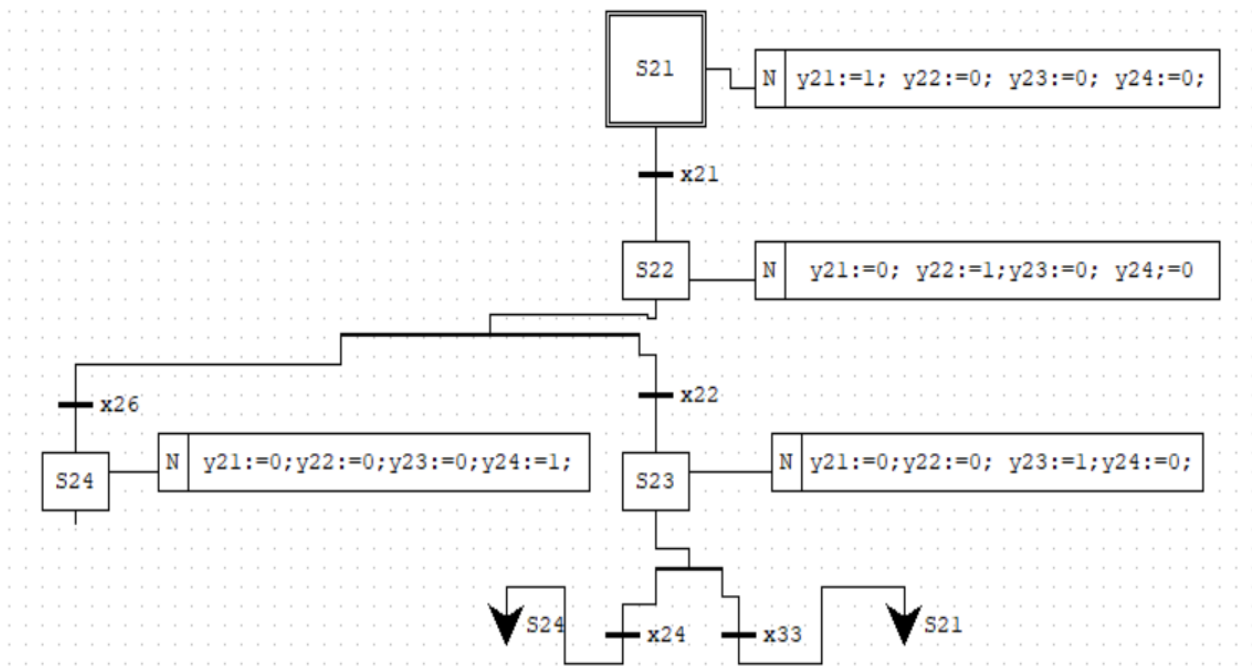 S21
N y21:=1; y22:=0; y23:=0; y24:=0;
x21
S22
N y21:=0; y22:=1;y23:=0; y24;=0
x26
x22
S24
N y21:=0;y22:=0;y23:=0;y24:=1;
S23
N y21:=0;y22:=0; y23:=1;y24:=0;
S24
x24
x33
S21